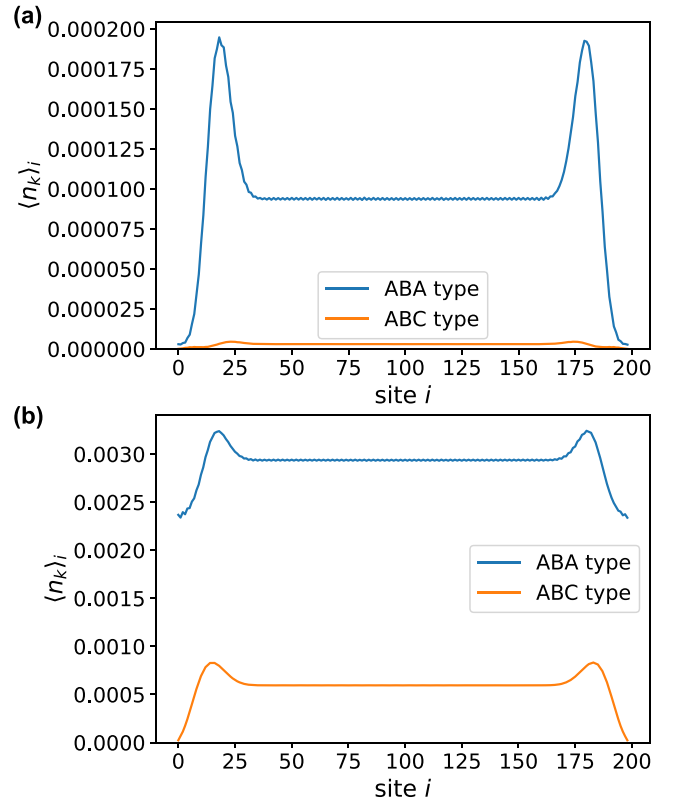 (a)
0.000200
0.000175
0.000150
0.000125
0.000100
0.000075
0.000050
0.000025
0.000000
⟨n_k⟩_i
ABA type
ABC type
0 25 50 75 100 125 150 175 200
site i
(b)
0.0030
0.0025
0.0020
0.0015
0.0010
0.0005
0.0000
⟨n_k⟩_i
ABA type
ABC type
0 25 50 75 100 125 150 175 200
site i